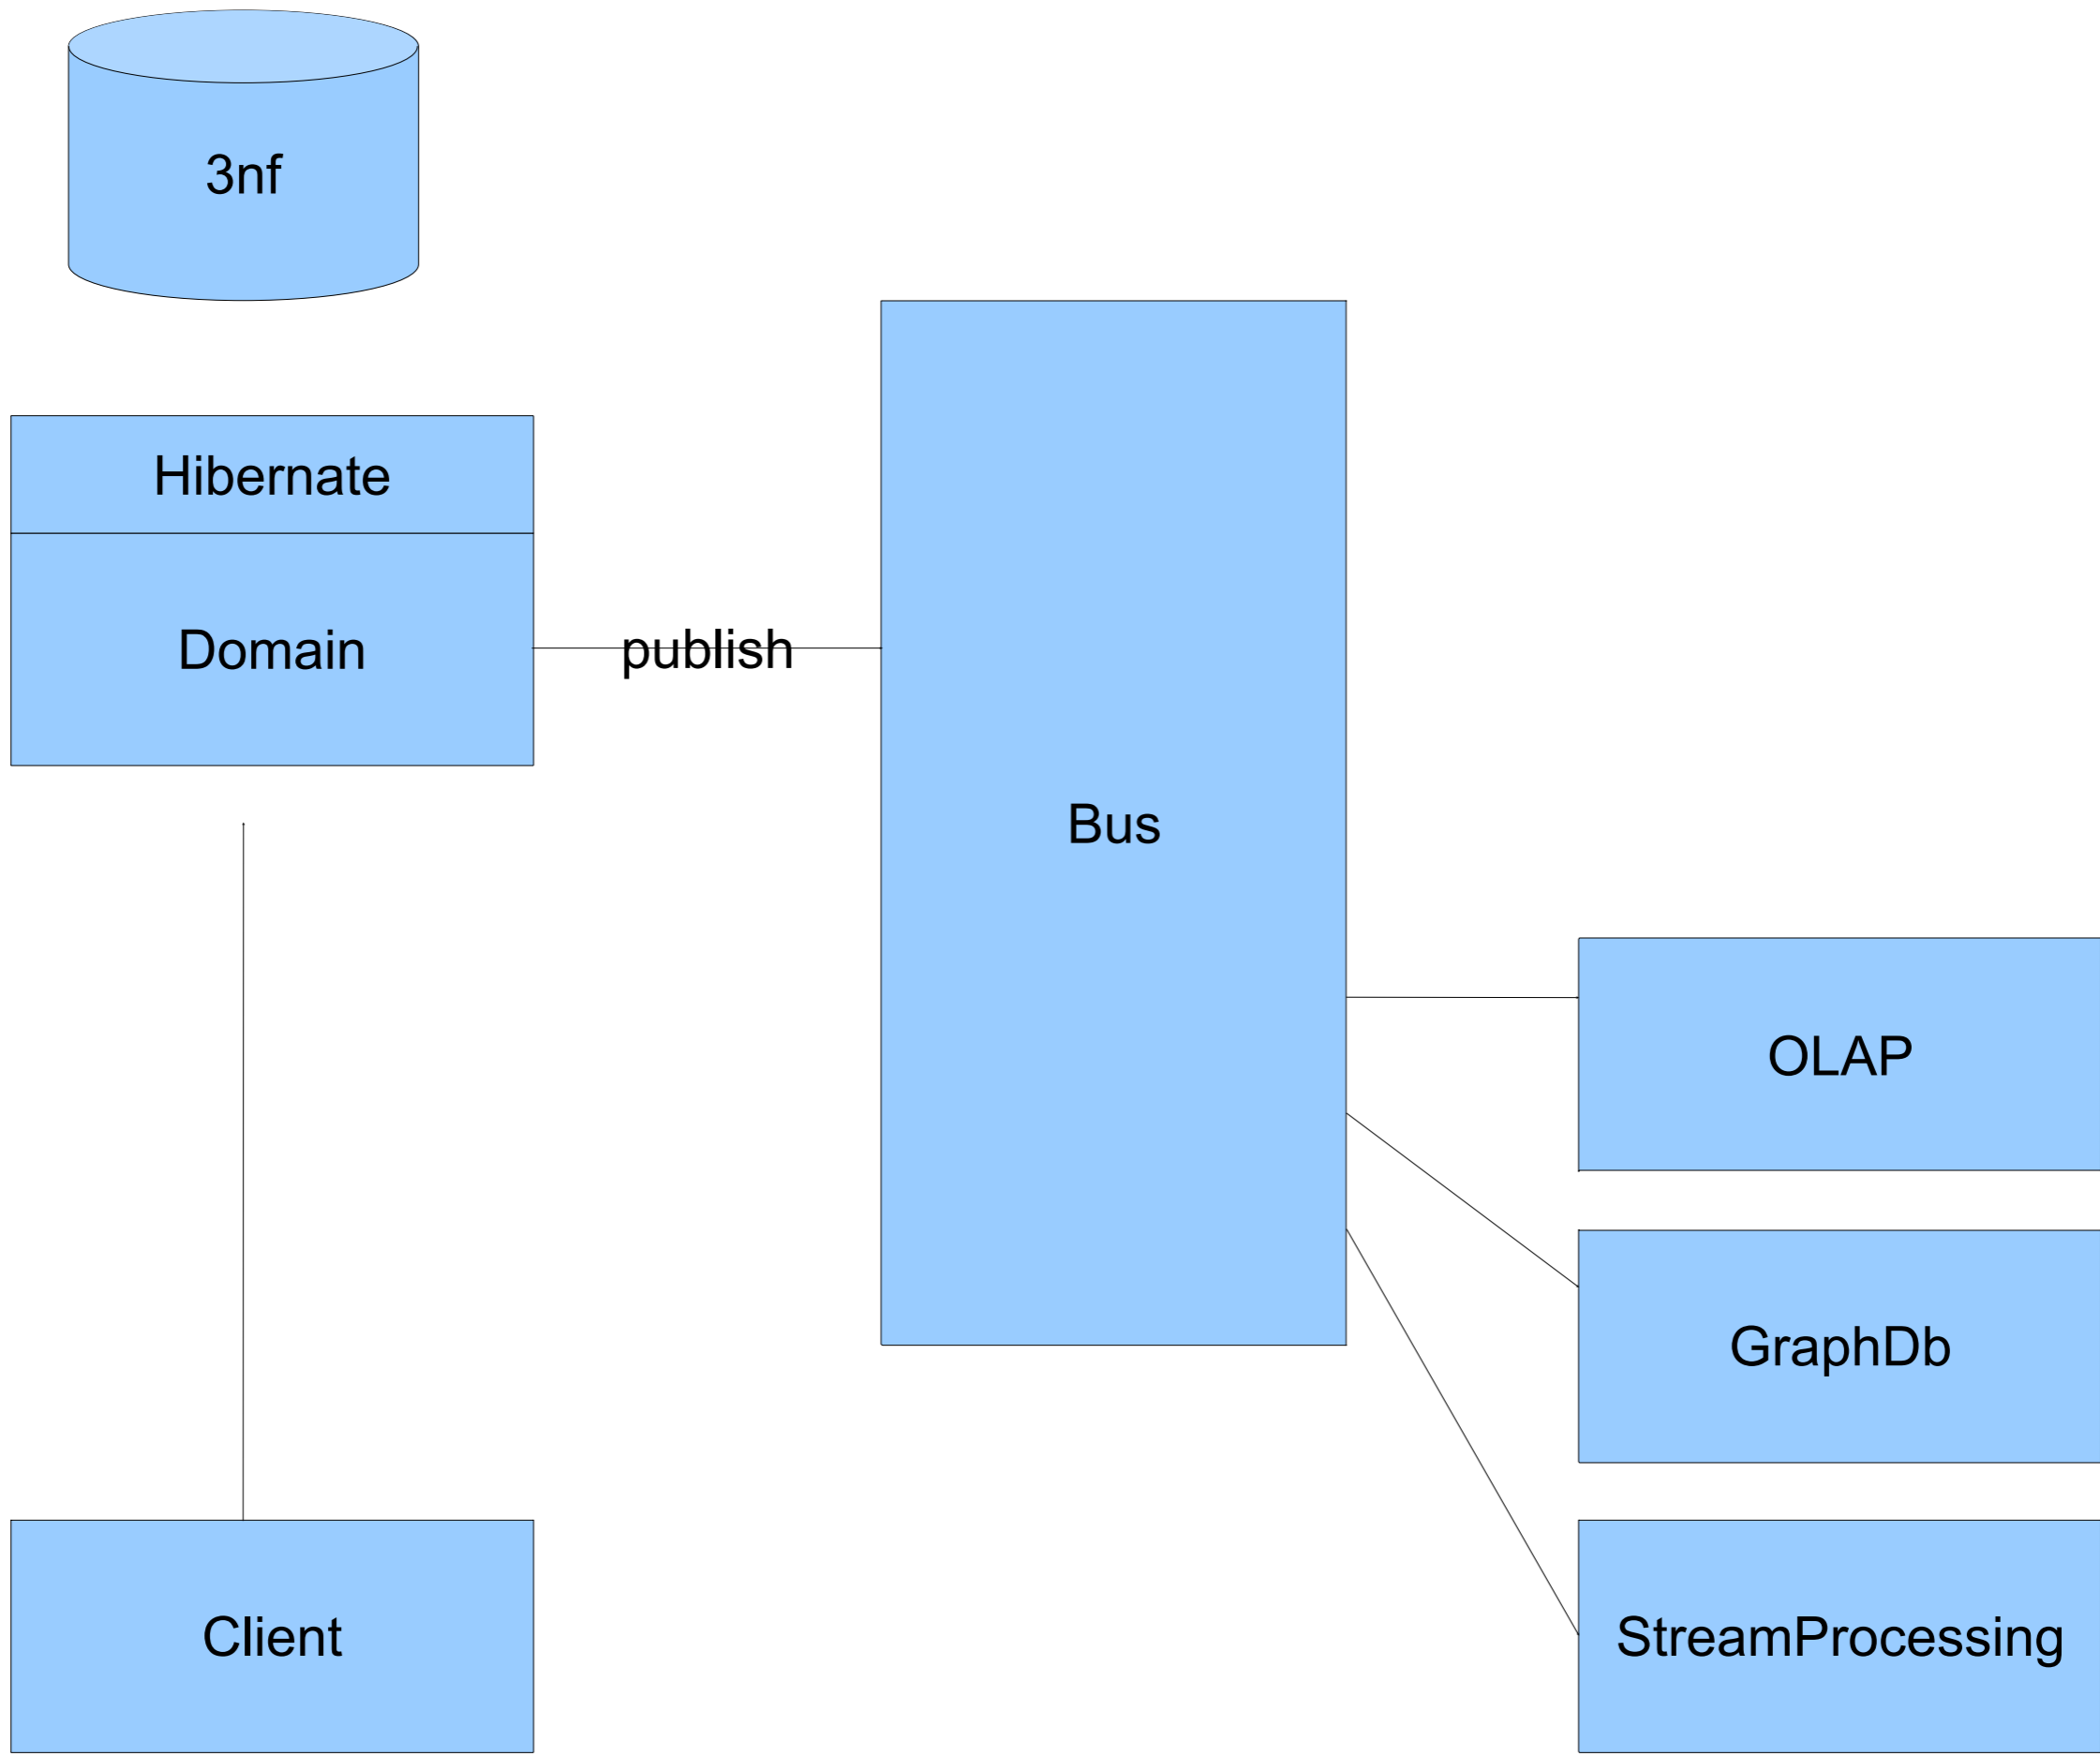 3nf
Hibernate
Domain
publish
Bus
OLAP
GraphDb
Client
StreamProcessing